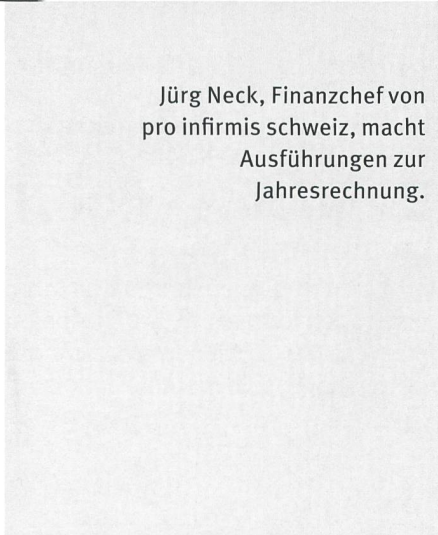 Jürg Neck, Finanzchef von
pro infirmis schweiz, macht
Ausführungen zur
Jahresrechnung.